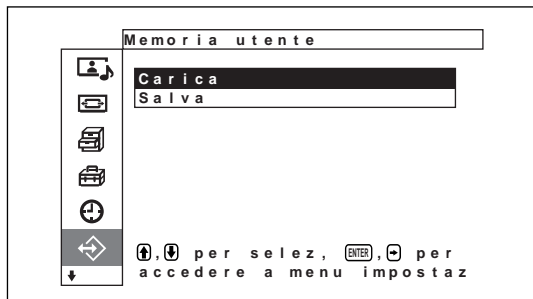 Memoria utente
Carica
Salva
, per selez, ENTER, per
accedere a menu impostaz